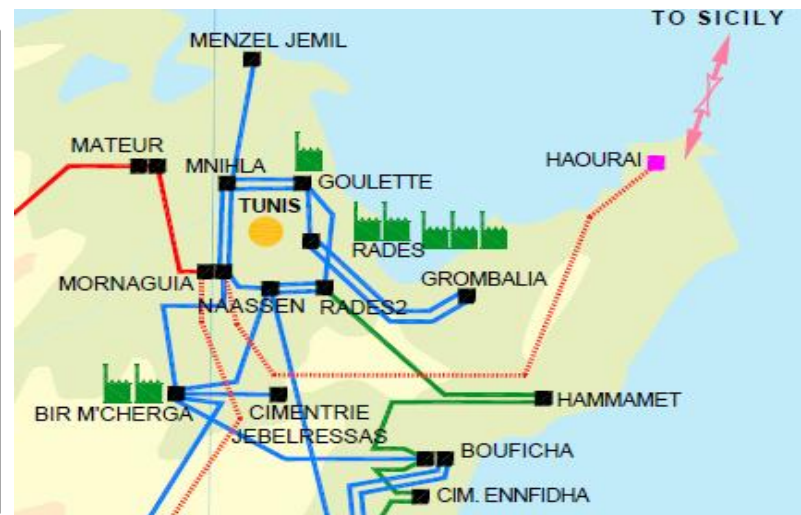 TO SICILY
MENZEL JEMIL
MATEUR
MNIHLA
HAOURAI
GOULETTE
TUNIS
RADES
MORNAGUIA
NAASSEN
RADES2
GROMBALIA
BIR M'CHERGA
CIMENTRIE
JEBELRESSAS
HAMMAMET
BOUFICHA
CIM. ENNFIDHA